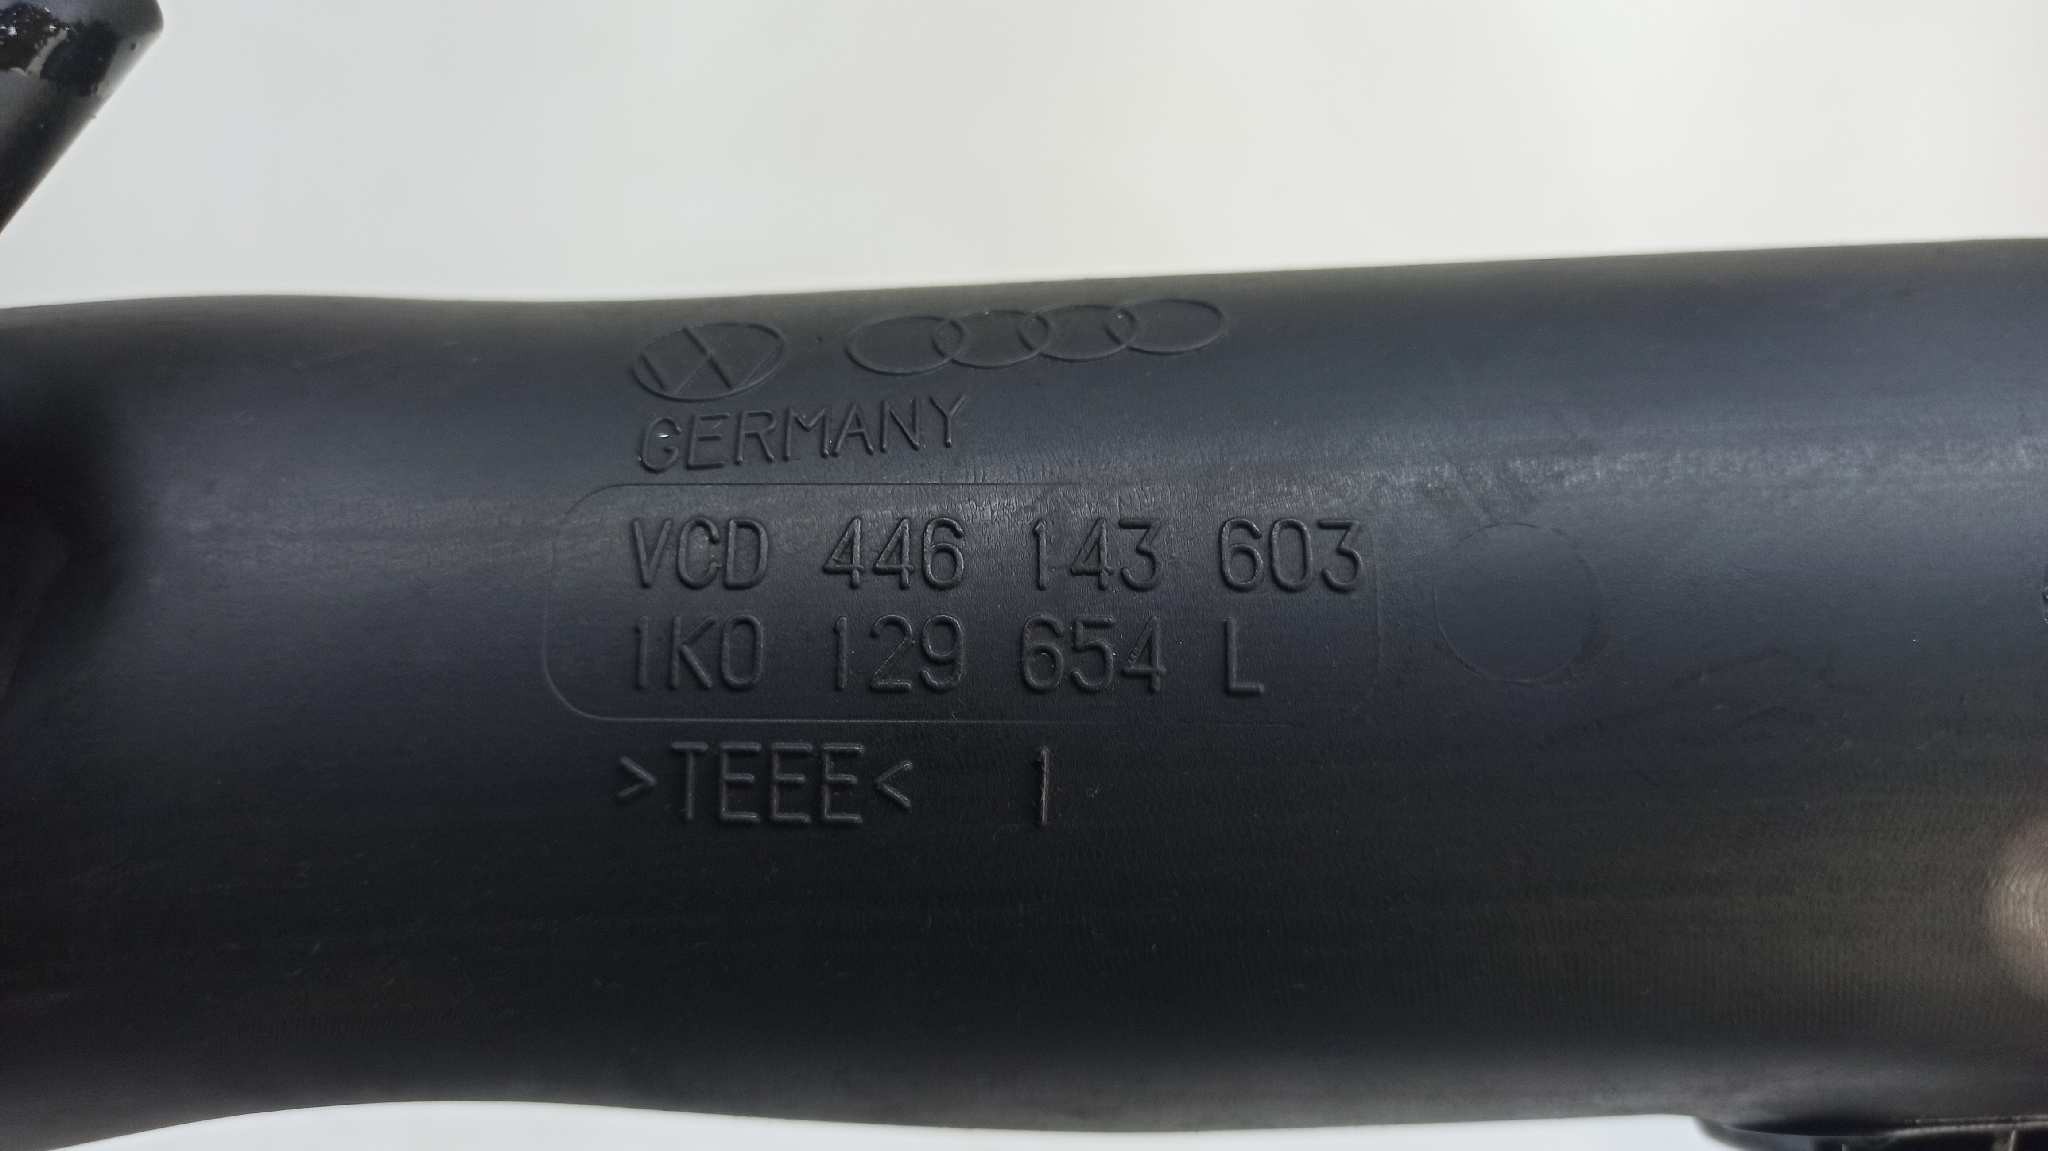 GERMANY
VCD 446 143 603
1K0 129 654 L
>TEEE< 1